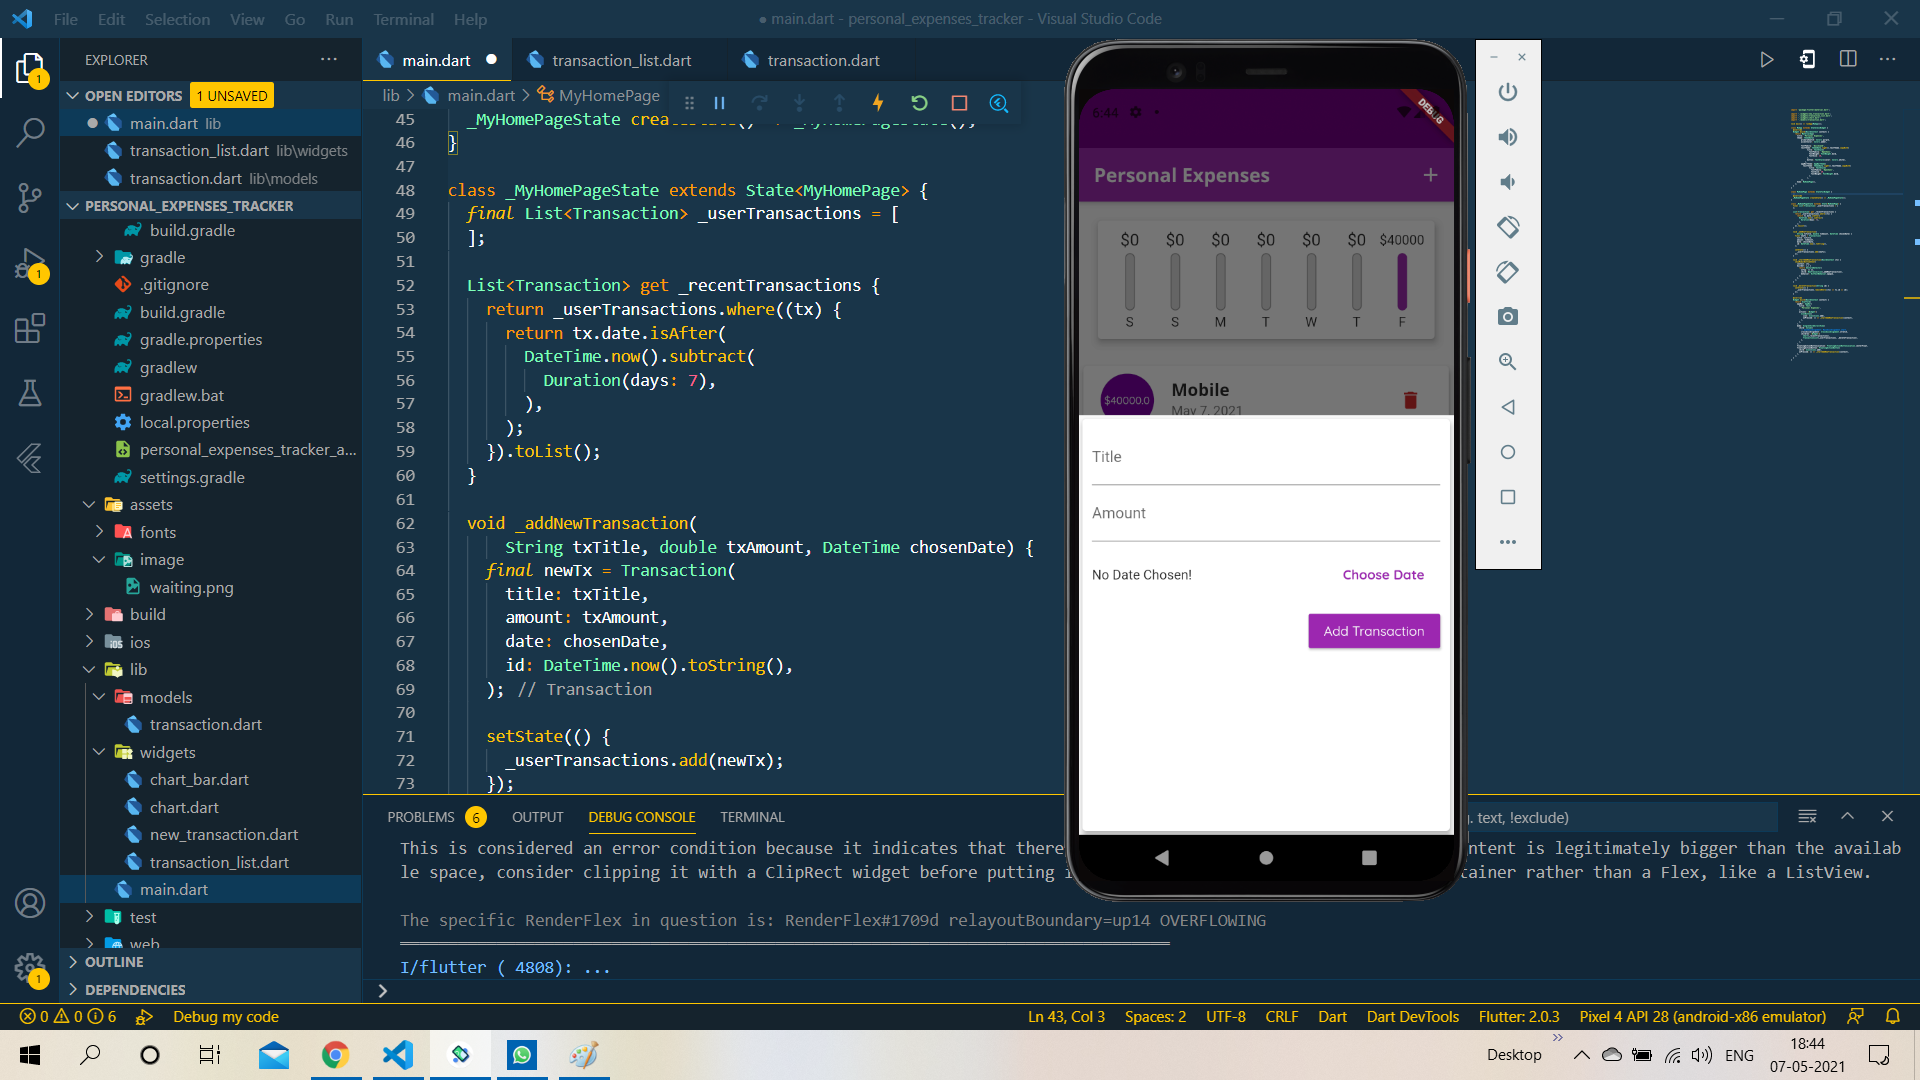 File Edit Selection View Go Run Terminal Help
● main.dart - personal_expenses_tracker - Visual Studio Code
EXPLORER
OPEN EDITORS 1 UNSAVED
main.dart lib
transaction_list.dart lib\widgets
transaction.dart lib\models
PERSONAL_EXPENSES_TRACKER
build.gradle
gradle
.gitignore
build.gradle
gradle.properties
gradlew
gradlew.bat
local.properties
personal_expenses_tracker_a...
settings.gradle
assets
fonts
image
waiting.png
build
ios
lib
models
transaction.dart
widgets
chart_bar.dart
chart.dart
new_transaction.dart
transaction_list.dart
main.dart
test
web
OUTLINE
DEPENDENCIES
main.dart
transaction_list.dart
transaction.dart
lib > main.dart > MyHomePage
45 _MyHomePageState
46 }
47
48 class _MyHomePageState extends State<MyHomePage> {
49 final List<Transaction> _userTransactions = [
50 ];
51
52 List<Transaction> get _recentTransactions {
53 return _userTransactions.where((tx) {
54 return tx.date.isAfter(
55 DateTime.now().subtract(
56 Duration(days: 7),
57 ),
58 );
59 }).toList();
60 }
61
62 void _addNewTransaction(
63 String txTitle, double txAmount, DateTime chosenDate) {
64 final newTx = Transaction(
65 title: txTitle,
66 amount: txAmount,
67 date: chosenDate,
68 id: DateTime.now().toString(),
69 ); // Transaction
70
71 setState(() {
72 _userTransactions.add(newTx);
73 });
6:44
DEBUG
Personal Expenses +
$0 $0 $0 $0 $0 $0 $40000
S S M T W T F
$40000.0
Mobile
May 7, 2021
Title
Amount
No Date Chosen! Choose Date
Add Transaction
PROBLEMS 6 OUTPUT DEBUG CONSOLE TERMINAL
. text, !exclude)
This is considered an error condition because it indicates that there ntent is legitimately bigger than the availab
le space, consider clipping it with a ClipRect widget before putting i tainer rather than a Flex, like a ListView.
The specific RenderFlex in question is: RenderFlex#1709d relayoutBoundary=up14 OVERFLOWING
I/flutter ( 4808): ...
0 0 6 Debug my code
Ln 43, Col 3 Spaces: 2 UTF-8 CRLF Dart Dart DevTools Flutter: 2.0.3 Pixel 4 API 28 (android-x86 emulator)
Desktop
ENG
18:44
07-05-2021